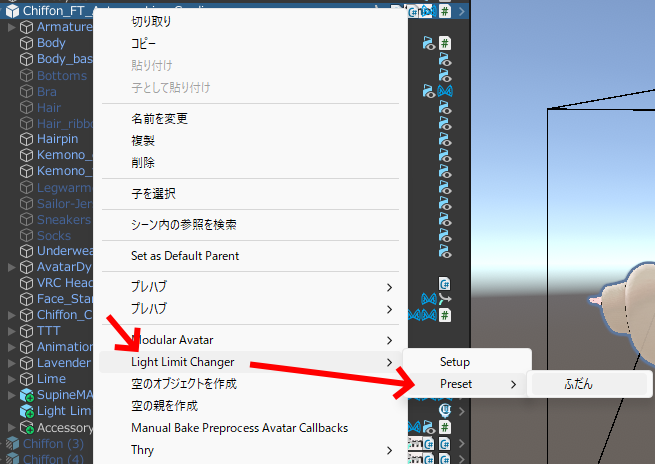 Chiffon_FT_
Armature
Body
Body_bas
Bottoms
Bra
Hair
Hair_ribbo
Hairpin
Kemono_
Kemono_
Legwarm
Sailor-Jer
Sneakers
Socks
Underwea
AvatarDy
VRC Head
Face_Star
Chiffon_C
TTT
Animation
Lavender
Lime
SupineMA
Light Lim
Accessory
Chiffon (3)
Chiffon (4)
切り取り
コピー
貼り付け
子として貼り付け
名前を変更
複製
削除
子を選択
シーン内の参照を検索
Set as Default Parent
プレハブ
プレハブ
Modular Avatar
Light Limit Changer
空のオブジェクトを作成
空の親を作成
Manual Bake Preprocess Avatar Callbacks
Thry
Setup
Preset
ふだん